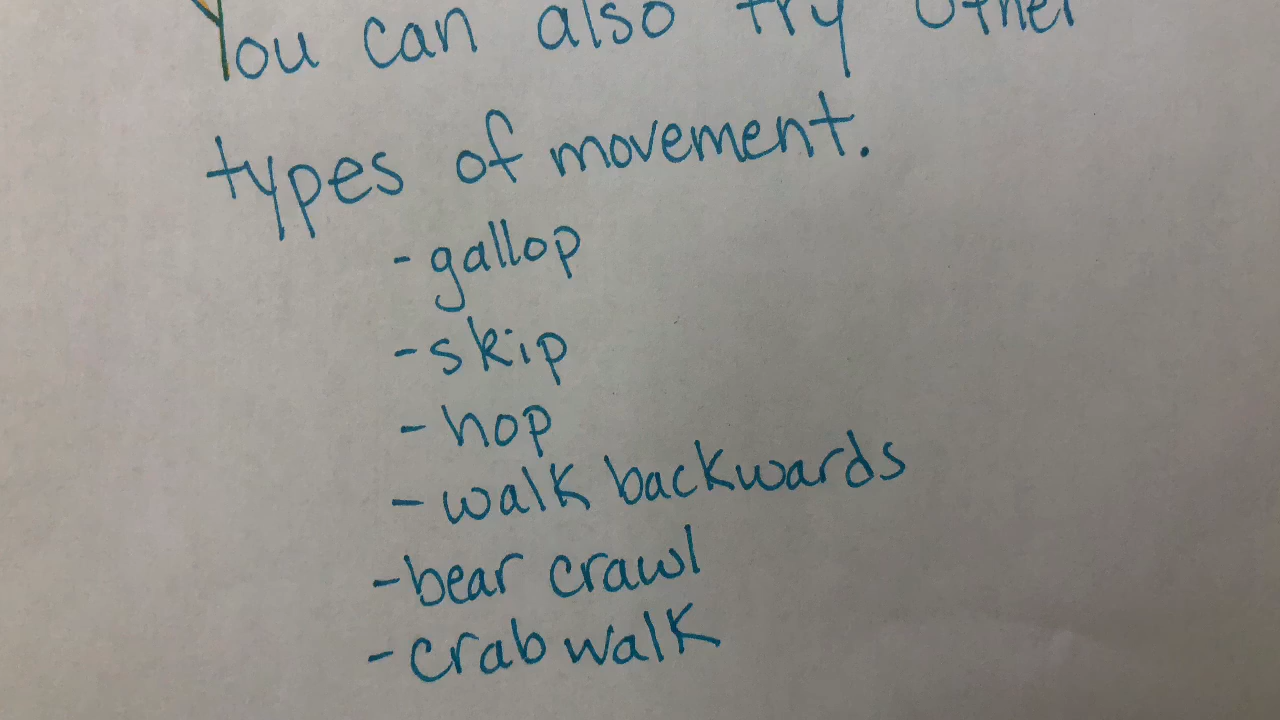 You can also try other
types of movement.
- gallop
- skip
- hop
- walk backwards
- bear crawl
- crab walk